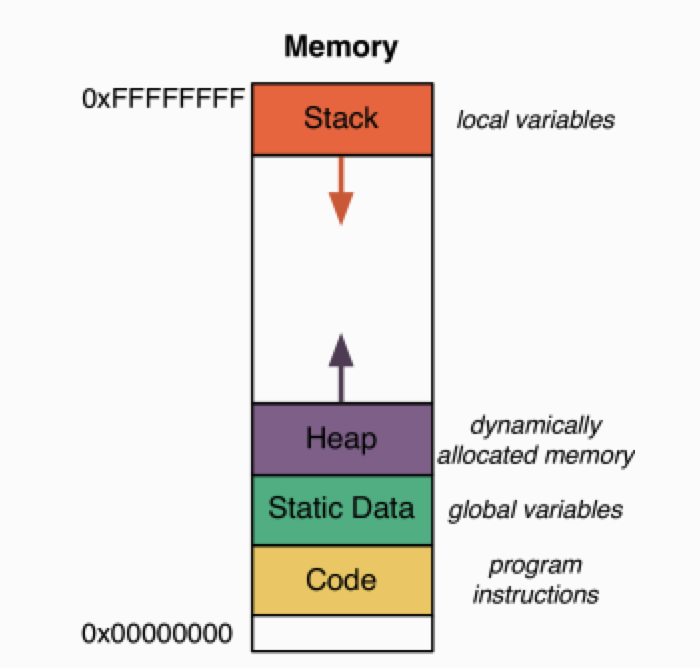 Memory
0xFFFFFFFF
Stack
local variables
Heap
dynamically
allocated memory
Static Data
global variables
Code
program
instructions
0x00000000